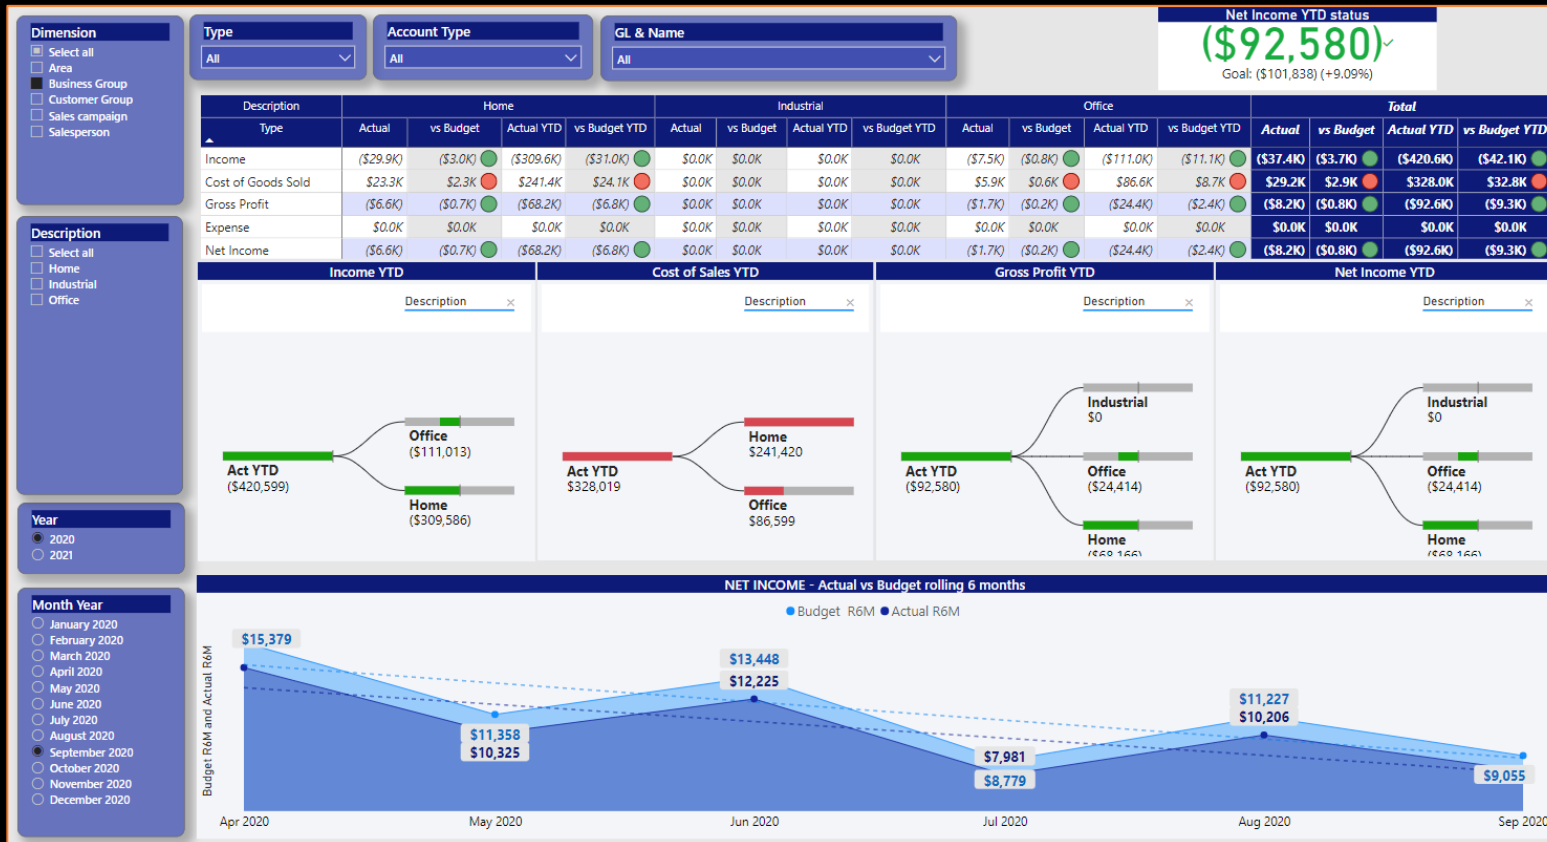 Dimension
Select all
Area
Business Group
Customer Group
Sales campaign
Salesperson
Type
All
Account Type
All
GL & Name
All
Net Income YTD status
($92,580)
Goal: ($101,838) (+9.09%)
Description Home Industrial Office Total
Type Actual vs Budget Actual YTD vs Budget YTD Actual vs Budget Actual YTD vs Budget YTD Actual vs Budget Actual YTD vs Budget YTD Actual vs Budget Actual YTD vs Budget YTD
Income ($29.9K) ($3.0K) ($309.6K) ($31.0K) $0.0K $0.0K $0.0K $0.0K ($7.5K) ($0.8K) ($111.0K) ($11.1K) ($37.4K) ($3.7K) ($420.6K) ($42.1K)
Cost of Goods Sold $23.3K $2.3K $241.4K $24.1K $0.0K $0.0K $0.0K $0.0K $5.9K $0.6K $86.6K $8.7K $29.2K $2.9K $328.0K $32.8K
Gross Profit ($6.6K) ($0.7K) ($68.2K) ($6.8K) $0.0K $0.0K $0.0K $0.0K ($1.7K) ($0.2K) ($24.4K) ($2.4K) ($8.2K) ($0.8K) ($92.6K) ($9.3K)
Expense $0.0K $0.0K $0.0K $0.0K $0.0K $0.0K $0.0K $0.0K $0.0K $0.0K $0.0K $0.0K $0.0K $0.0K $0.0K $0.0K
Net Income ($6.6K) ($0.7K) ($68.2K) ($6.8K) $0.0K $0.0K $0.0K $0.0K ($1.7K) ($0.2K) ($24.4K) ($2.4K) ($8.2K) ($0.8K) ($92.6K) ($9.3K)
Description
Select all
Home
Industrial
Office
Income YTD
Description
Office
($111,013)
Act YTD
($420,599)
Home
($309,586)
Cost of Sales YTD
Description
Home
$241,420
Act YTD
$328,019
Office
$86,599
Gross Profit YTD
Description
Industrial
$0
Act YTD
($92,580)
Office
($24,414)
Home
($68,166)
Net Income YTD
Description
Industrial
$0
Act YTD
($92,580)
Office
($24,414)
Home
($68,166)
Year
2020
2021
Month Year
January 2020
February 2020
March 2020
April 2020
May 2020
June 2020
July 2020
August 2020
September 2020
October 2020
November 2020
December 2020
NET INCOME - Actual vs Budget rolling 6 months
Budget R6M Actual R6M
Budget R6M and Actual R6M
$15,379
$11,358
$10,325
$13,448
$12,225
$7,981
$8,779
$11,227
$10,206
$9,055
Apr 2020 May 2020 Jun 2020 Jul 2020 Aug 2020 Sep 2020